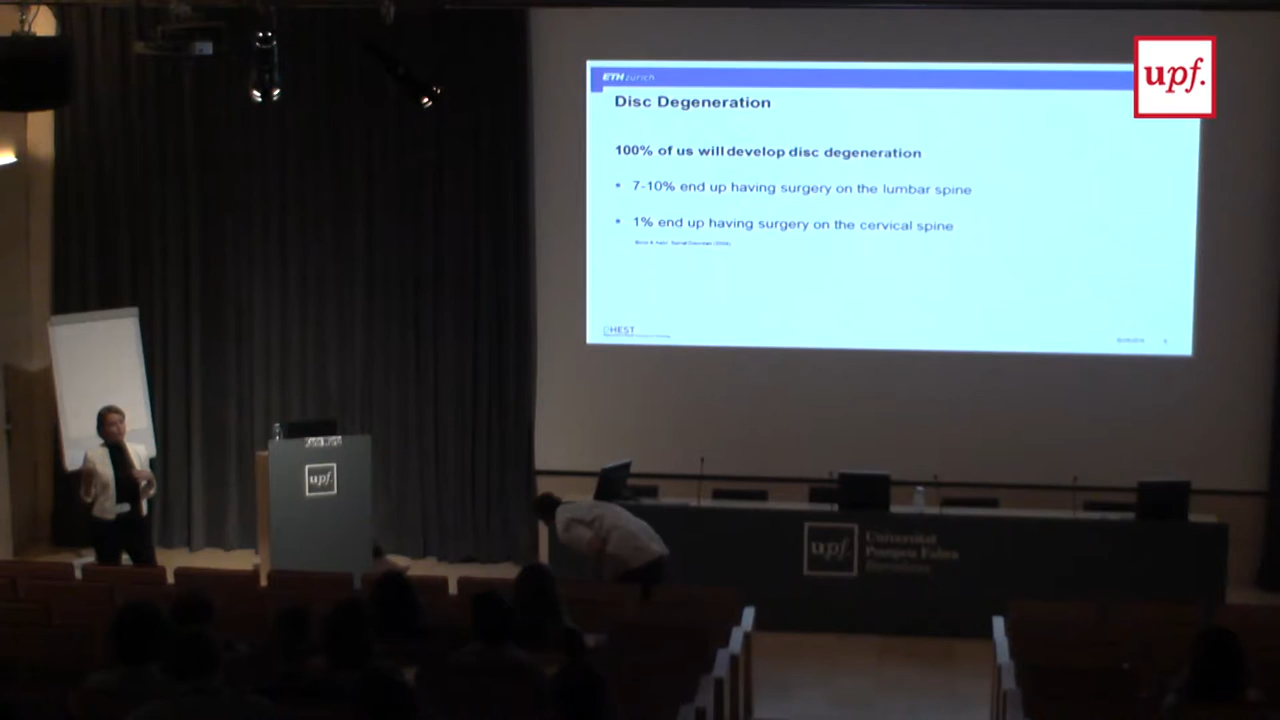 ETH zürich
upf.
Disc Degeneration
100% of us will develop disc degeneration
• 7-10% end up having surgery on the lumbar spine
• 1% end up having surgery on the cervical spine
HEST
upf.
upf.
Universitat
Pompeu Fabra
Barcelona